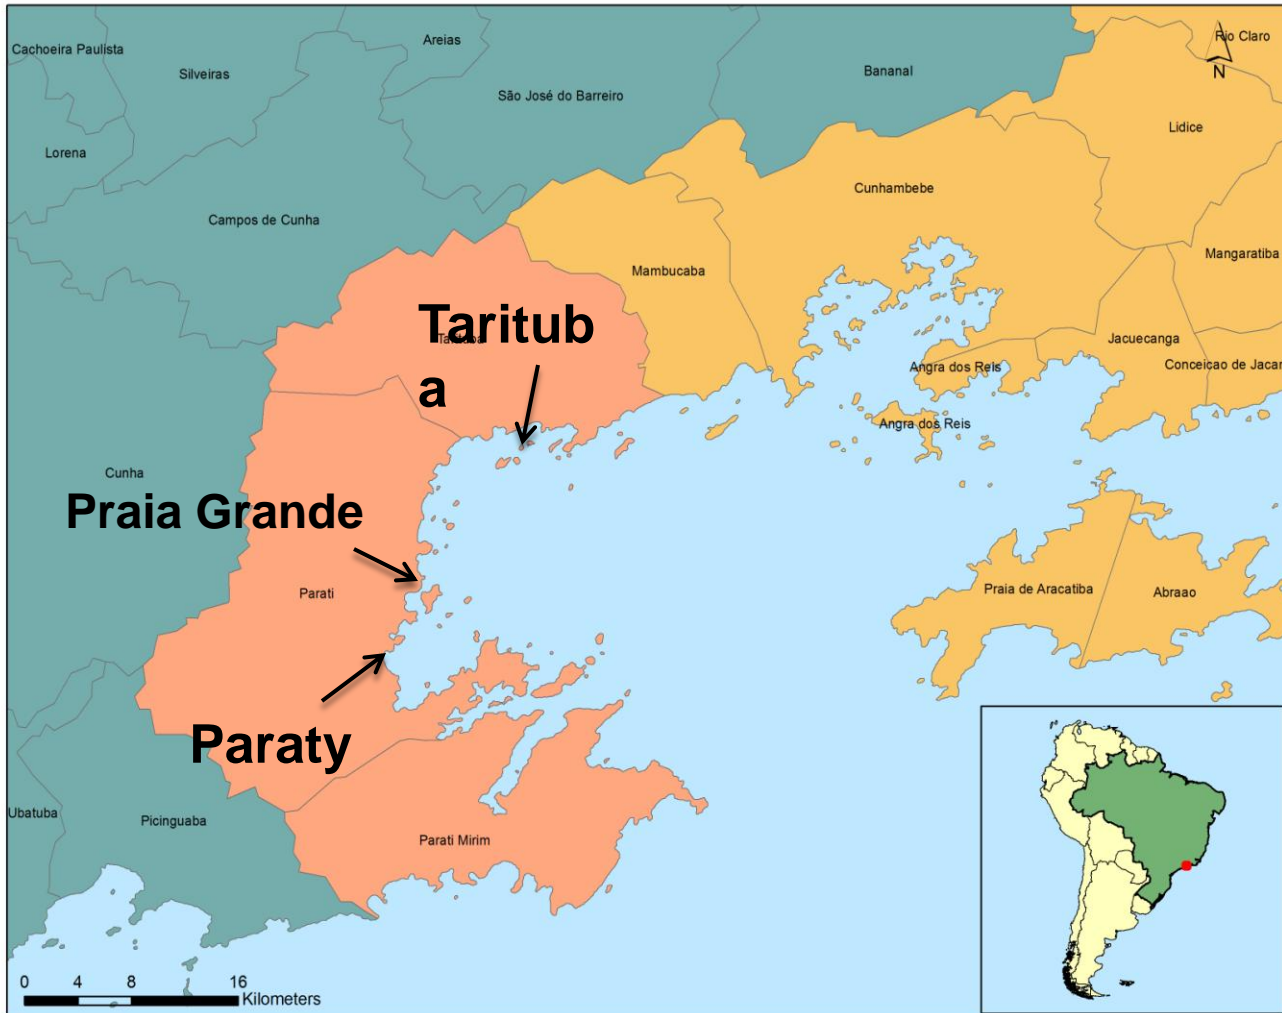 Cachoeira Paulista
Areias
Rio Claro
Silveiras
Bananal
N
São José do Barreiro
Lidice
Lorena
Cunhambebe
Campos de Cunha
Mangaratiba
Mambucaba
Taritub
a
Tarituba
Jacuecanga
Angra dos Reis
Conceicao de Jacar
Angra dos Reis
Cunha
Praia Grande
Parati
Praia de Aracatiba
Abraao
Paraty
Ubatuba
Picinguaba
Parati Mirim
0 4 8 16
Kilometers